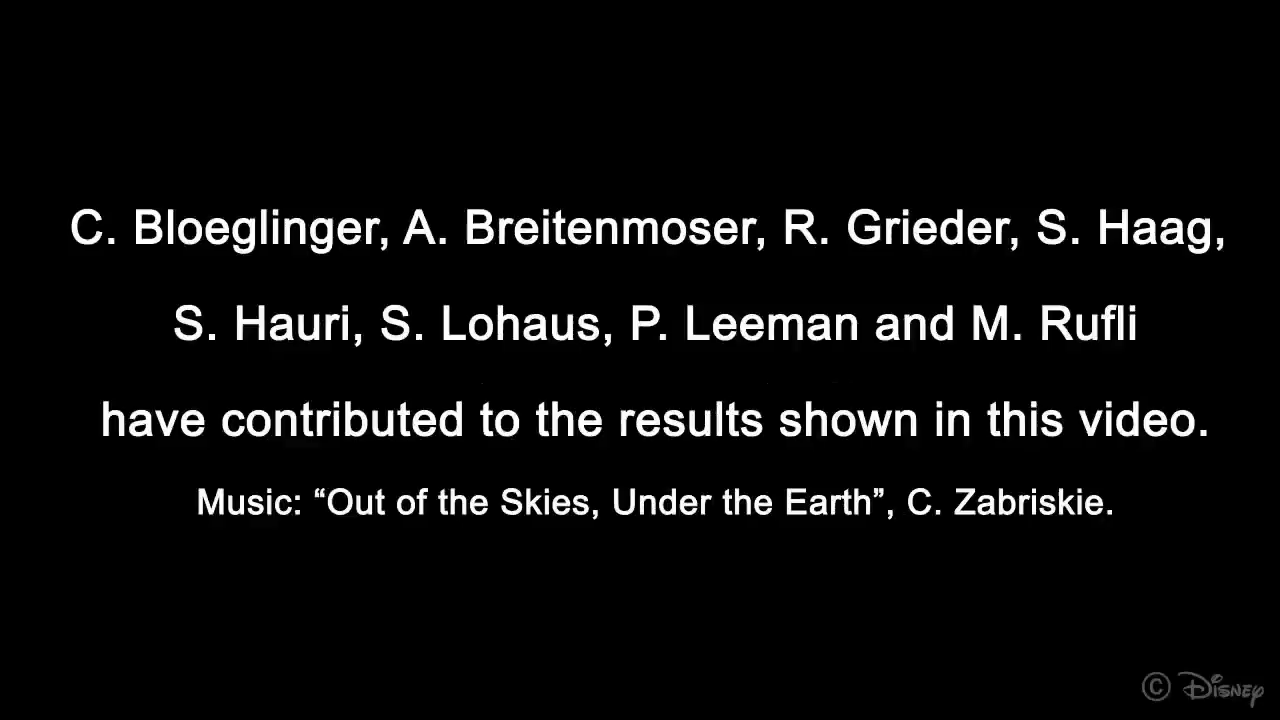 C. Bloeglinger, A. Breitenmoser, R. Grieder, S. Haag,
S. Hauri, S. Lohaus, P. Leeman and M. Rufli
have contributed to the results shown in this video.
Music: “Out of the Skies, Under the Earth”, C. Zabriskie.
© Disney